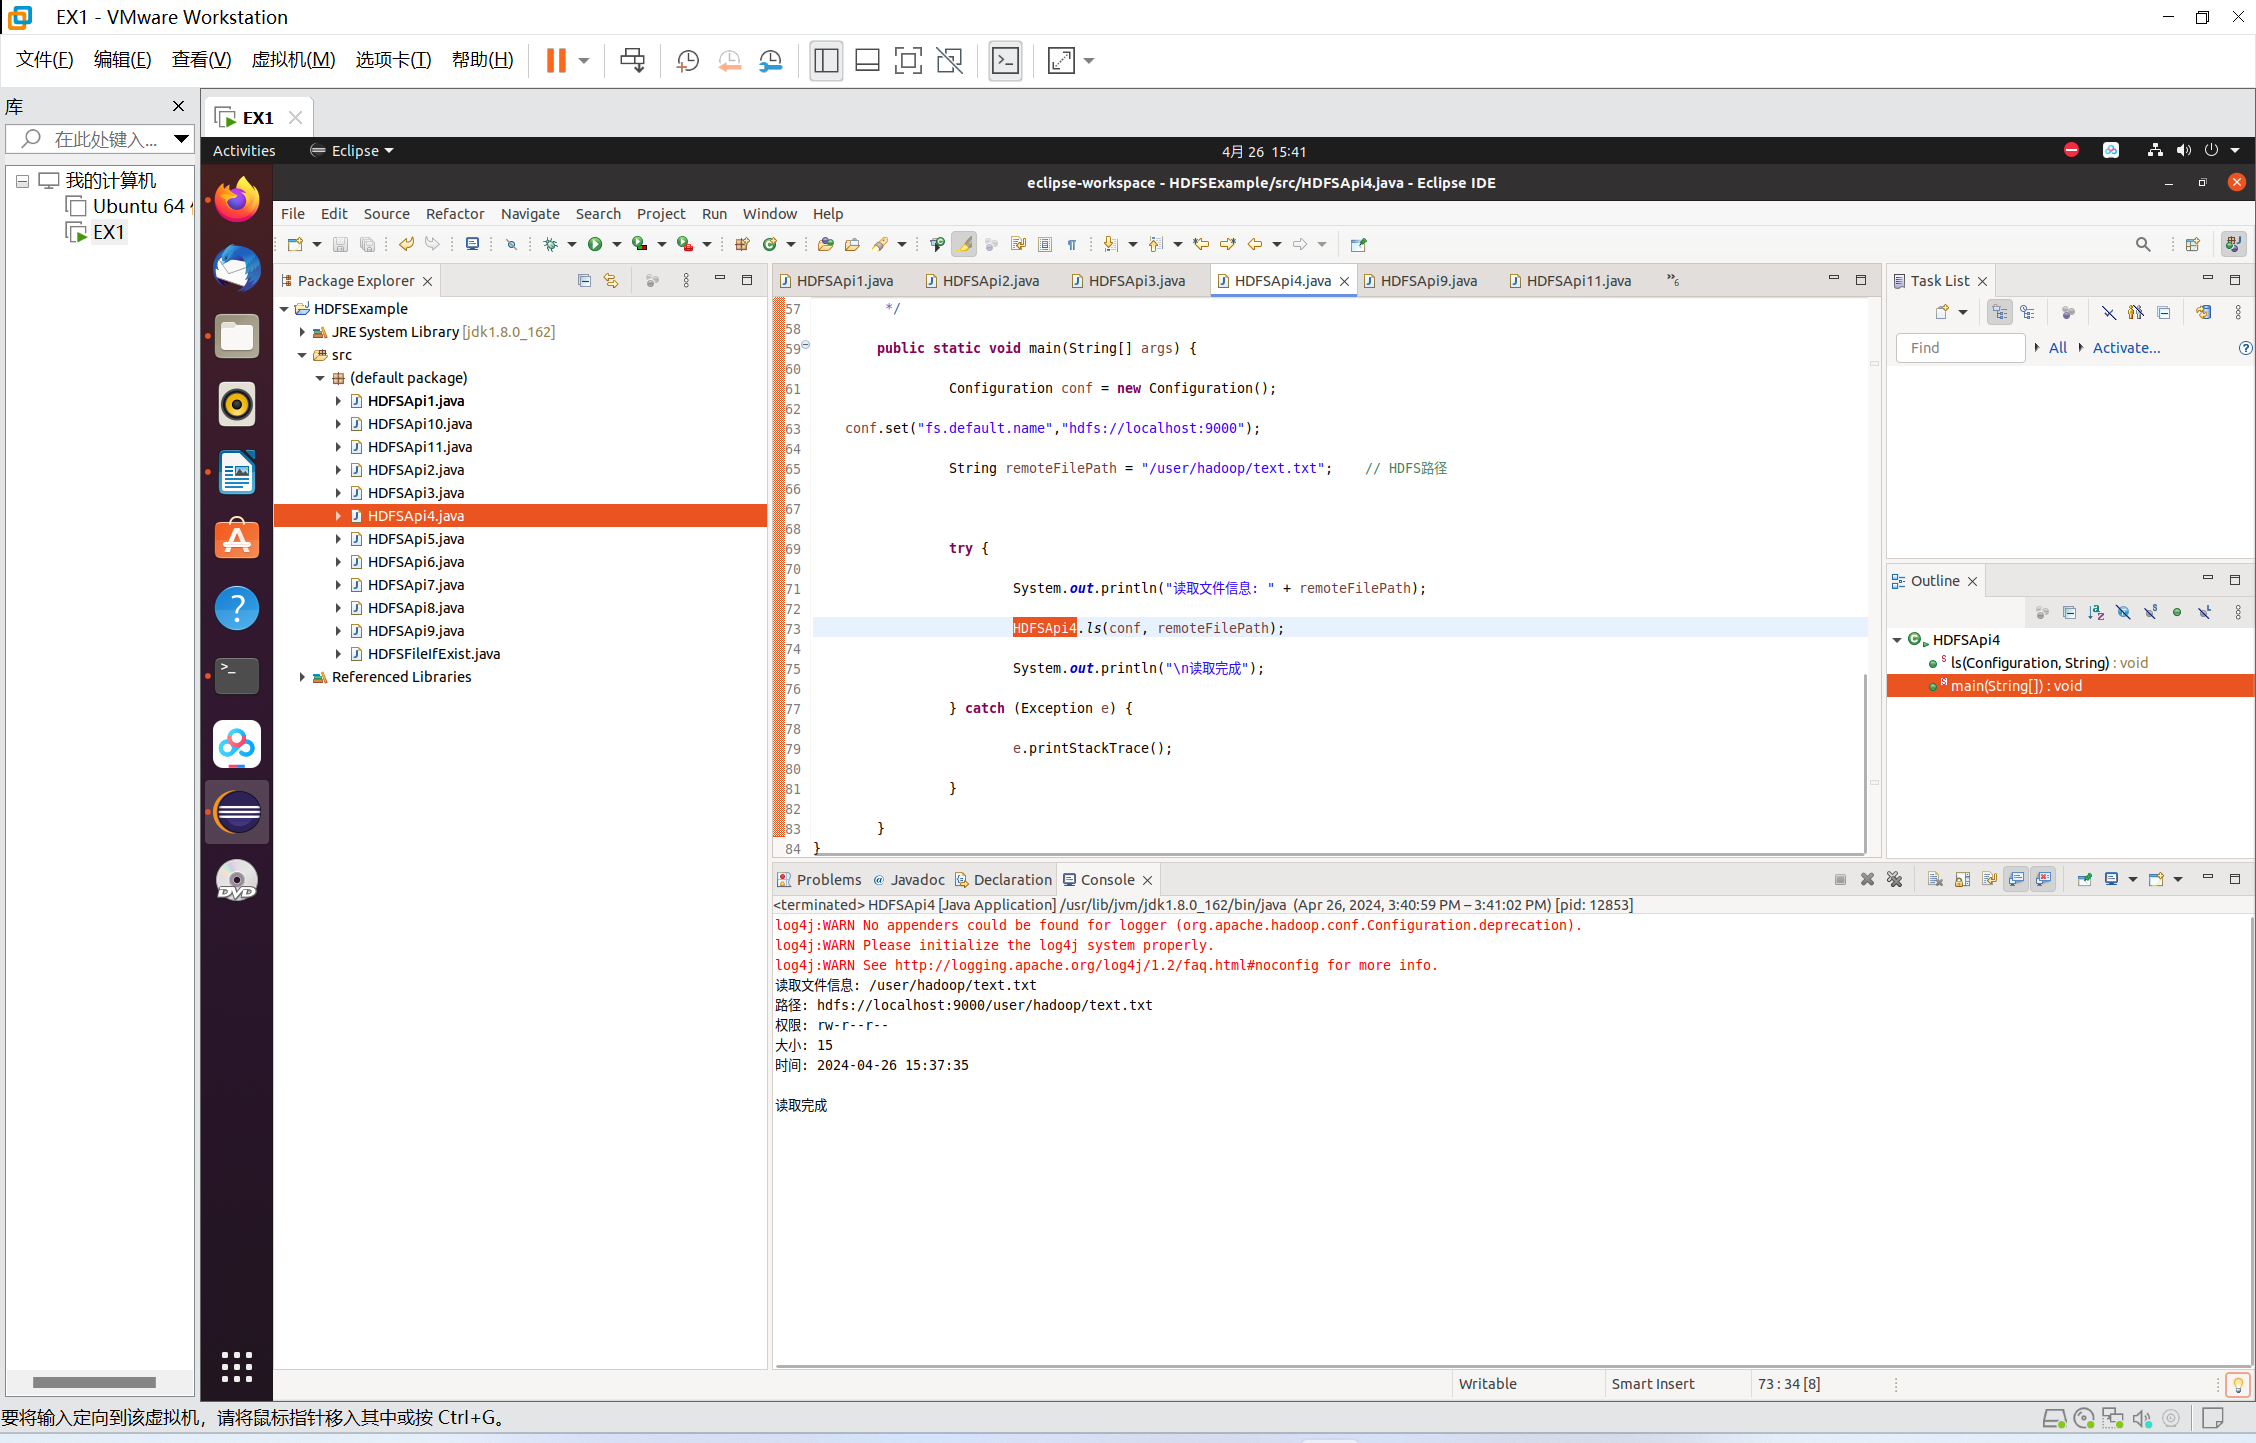 EX1 - VMware Workstation
文件(F) 编辑(E) 查看(V) 虚拟机(M) 选项卡(T) 帮助(H)
库
在此处键入...
我的计算机
Ubuntu 64
EX1
EX1
Activities Eclipse 4月 26 15:41
eclipse-workspace - HDFSExample/src/HDFSApi4.java - Eclipse IDE
File Edit Source Refactor Navigate Search Project Run Window Help
Package Explorer
HDFSExample
JRE System Library [jdk1.8.0_162]
src
(default package)
HDFSApi1.java
HDFSApi10.java
HDFSApi11.java
HDFSApi2.java
HDFSApi3.java
HDFSApi4.java
HDFSApi5.java
HDFSApi6.java
HDFSApi7.java
HDFSApi8.java
HDFSApi9.java
HDFSFileIfExist.java
Referenced Libraries
HDFSApi1.java HDFSApi2.java HDFSApi3.java HDFSApi4.java HDFSApi9.java HDFSApi11.java »6
57 */
58
59 public static void main(String[] args) {
60
61 Configuration conf = new Configuration();
62
63 conf.set("fs.default.name","hdfs://localhost:9000");
64
65 String remoteFilePath = "/user/hadoop/text.txt"; // HDFS路径
66
67
68
69 try {
70
71 System.out.println("读取文件信息: " + remoteFilePath);
72
73 HDFSApi4.ls(conf, remoteFilePath);
74
75 System.out.println("\n读取完成");
76
77 } catch (Exception e) {
78
79 e.printStackTrace();
80
81 }
82
83 }
84 }
Task List
Find All Activate...
Outline
HDFSApi4
ls(Configuration, String) : void
main(String[]) : void
Problems Javadoc Declaration Console
<terminated> HDFSApi4 [Java Application] /usr/lib/jvm/jdk1.8.0_162/bin/java (Apr 26, 2024, 3:40:59 PM – 3:41:02 PM) [pid: 12853]
log4j:WARN No appenders could be found for logger (org.apache.hadoop.conf.Configuration.deprecation).
log4j:WARN Please initialize the log4j system properly.
log4j:WARN See http://logging.apache.org/log4j/1.2/faq.html#noconfig for more info.
读取文件信息: /user/hadoop/text.txt
路径: hdfs://localhost:9000/user/hadoop/text.txt
权限: rw-r--r--
大小: 15
时间: 2024-04-26 15:37:35
读取完成
Writable Smart Insert 73 : 34 [8]
要将输入定向到该虚拟机，请将鼠标指针移入其中或按 Ctrl+G。